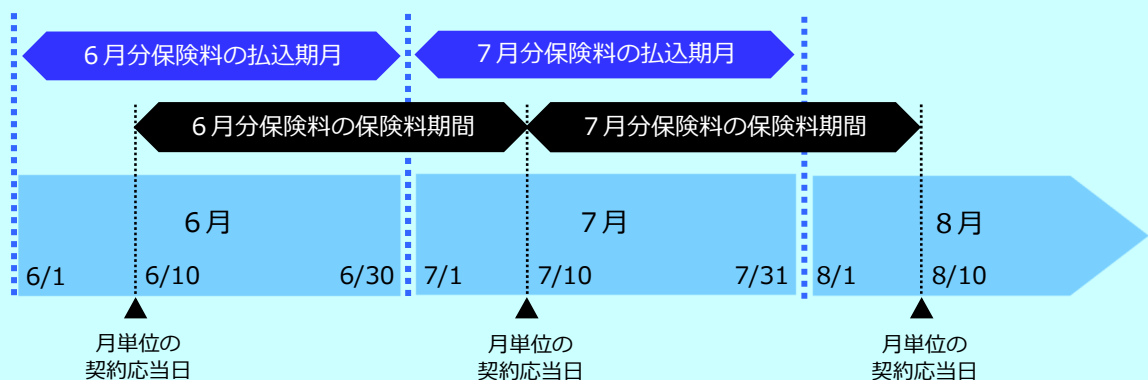 6月分保険料の払込期月
7月分保険料の払込期月
6月分保険料の保険料期間
7月分保険料の保険料期間
6月
7月
8月
6/1
6/10
6/30
7/1
7/10
7/31
8/1
8/10
月単位の
契約応当日
月単位の
契約応当日
月単位の
契約応当日